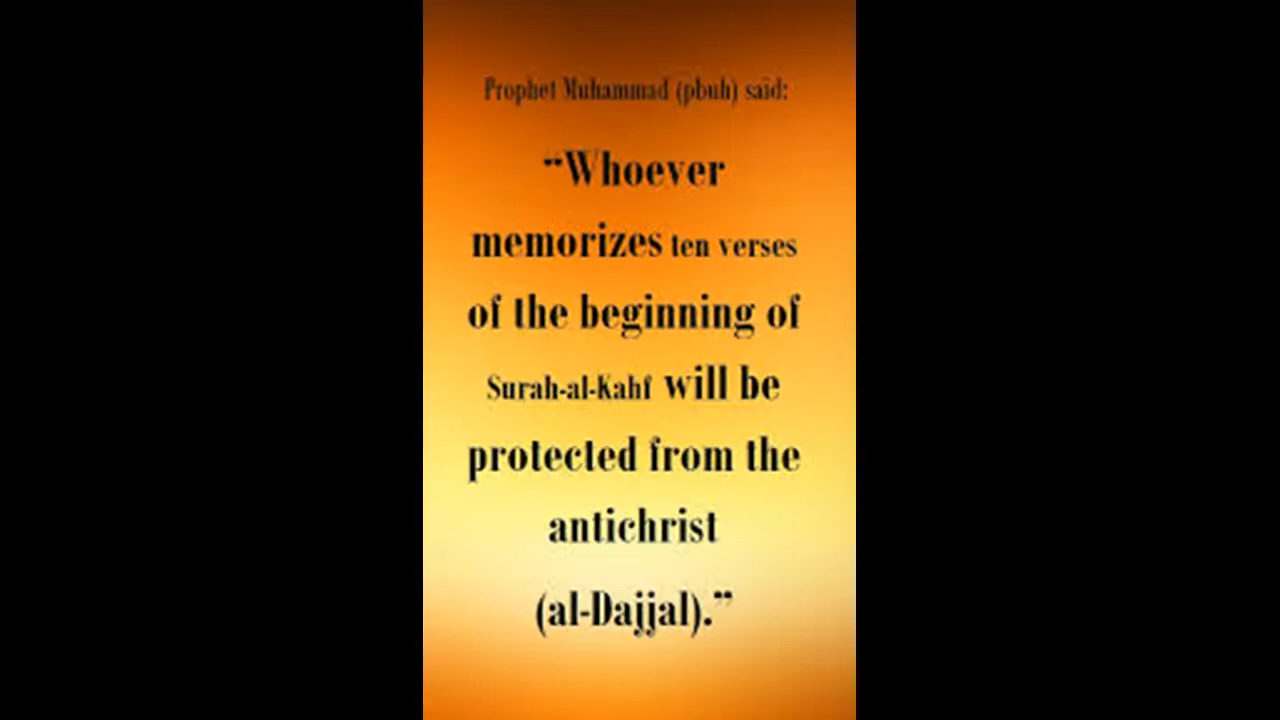 Prophet Muhammad (pbuh) said:
“Whoever
memorizes ten verses
of the beginning of
Surah-al-Kahf will be
protected from the
antichrist
(al-Dajjal).”